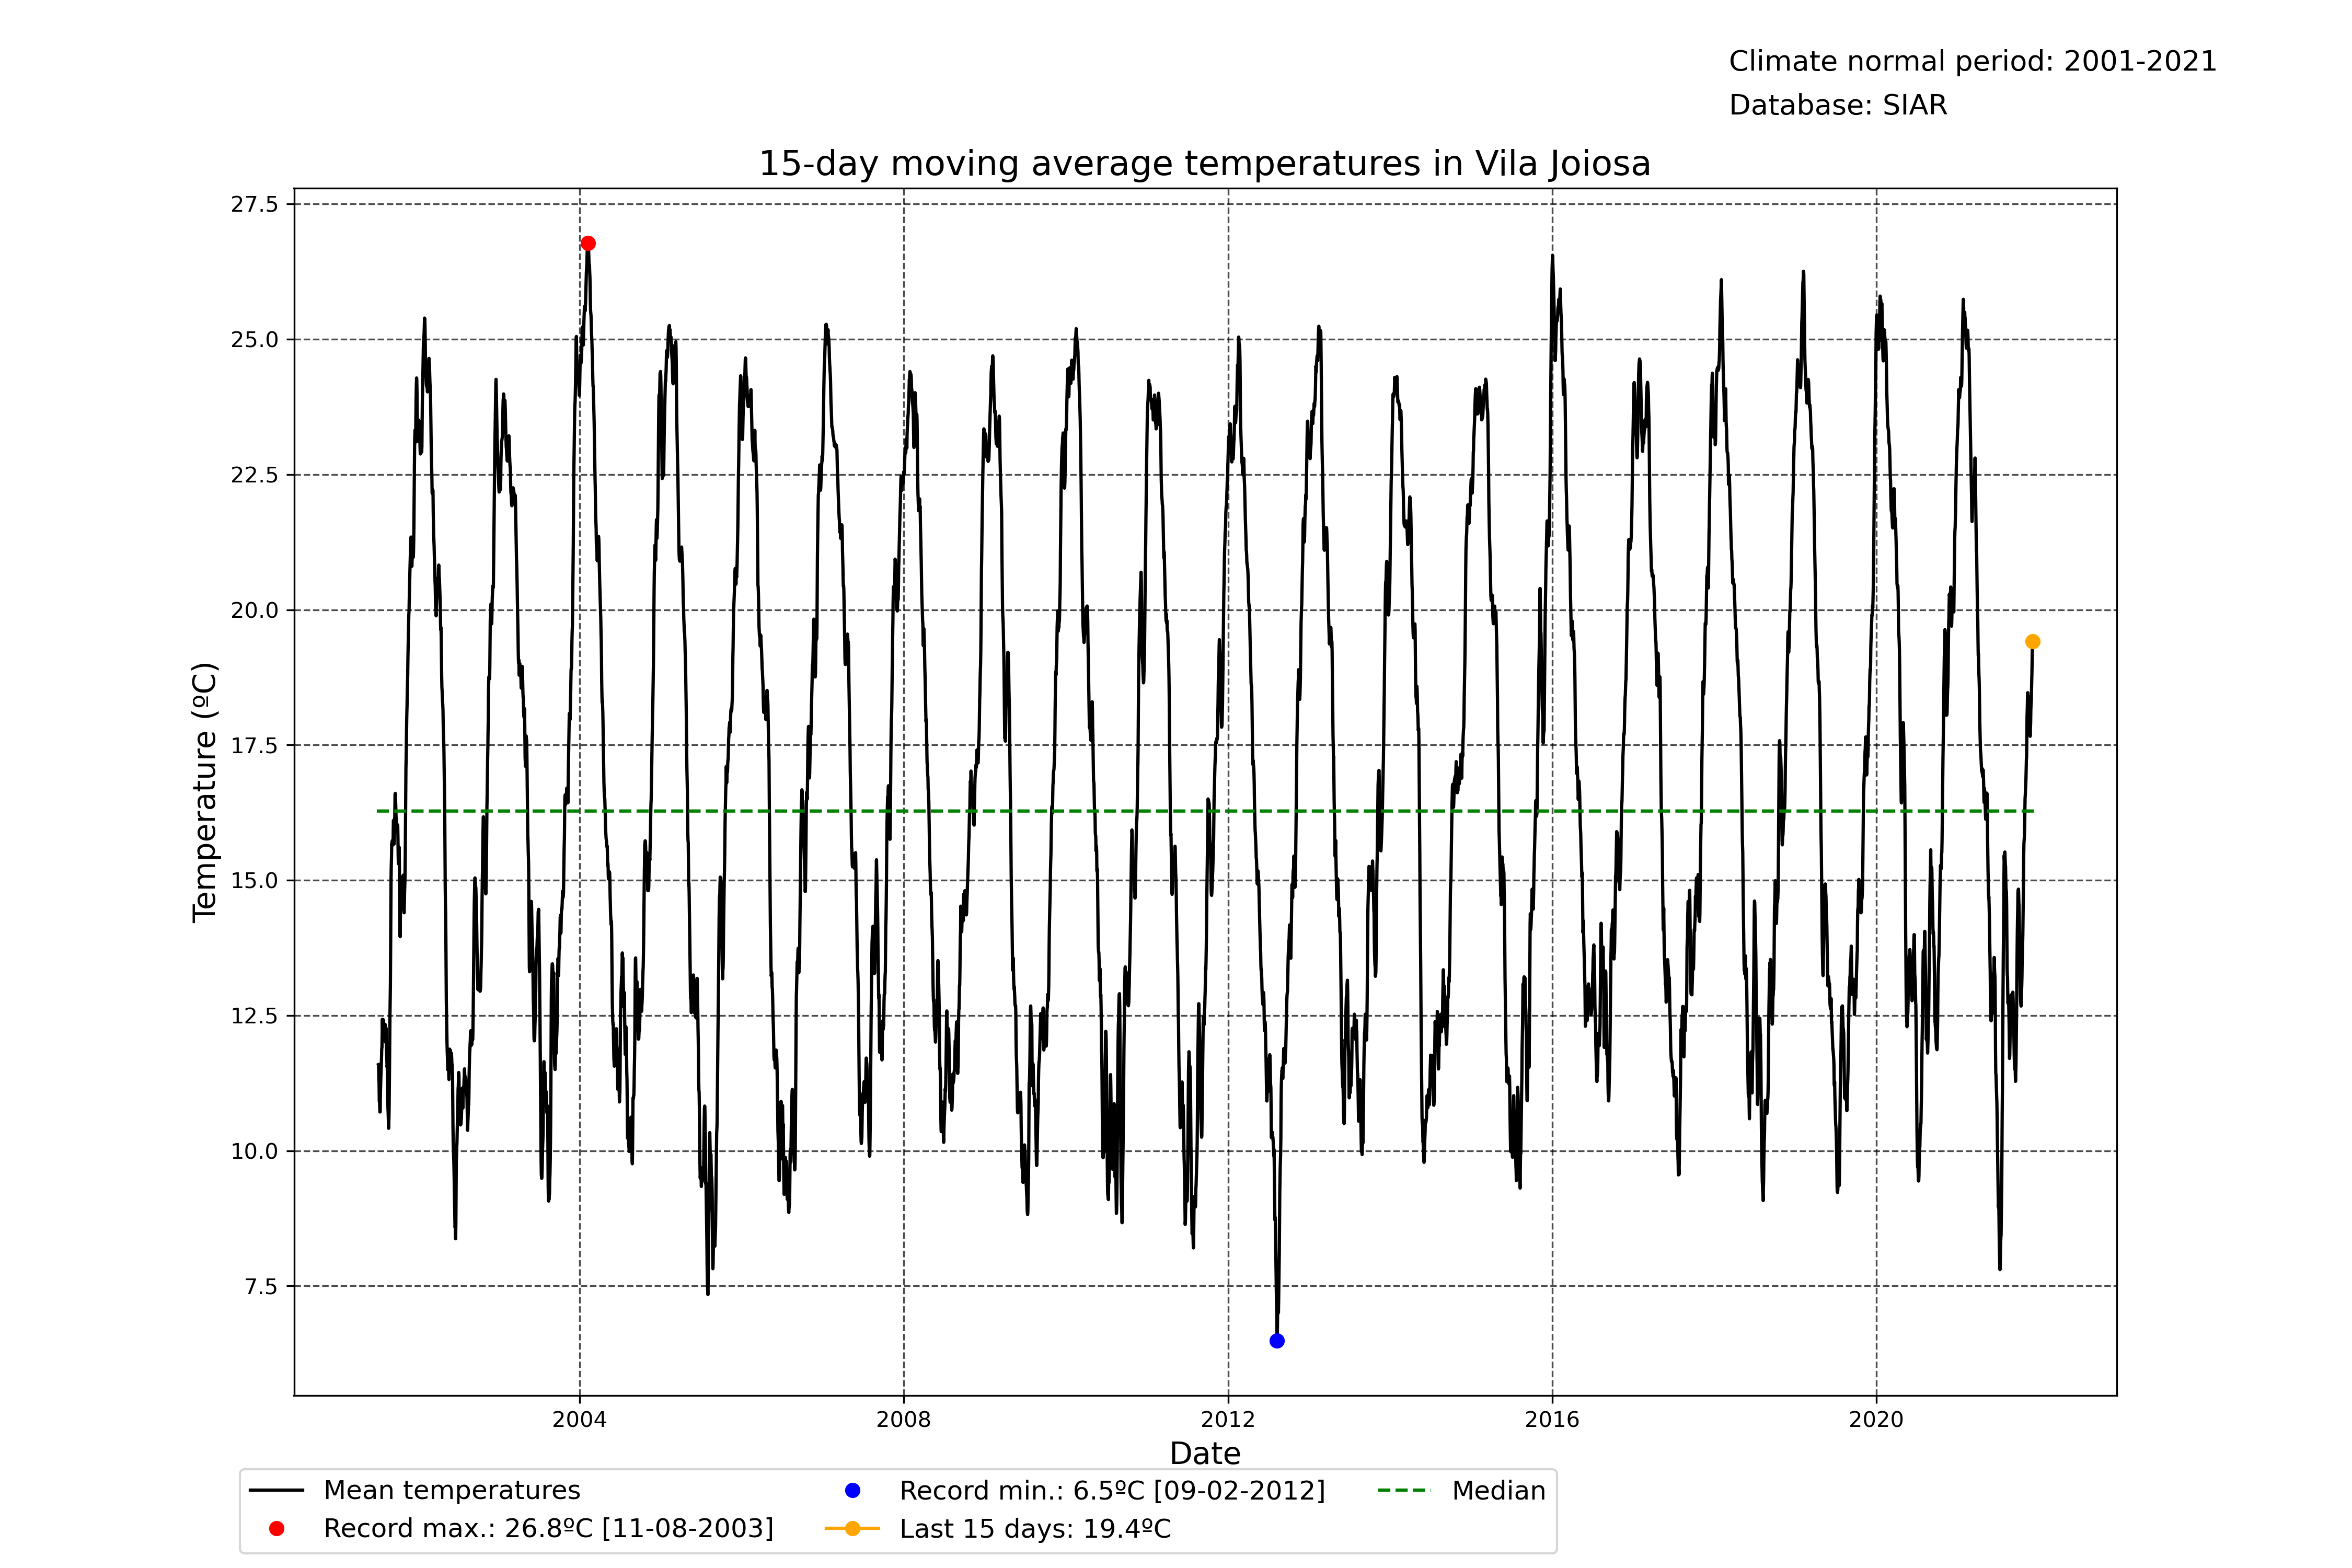 Climate normal period: 2001-2021
Database: SIAR
15-day moving average temperatures in Vila Joiosa
27.5
25.0
22.5
20.0
17.5
15.0
12.5
10.0
7.5
Temperature (ºC)
2004 2008 2012 2016 2020
Date
Mean temperatures Record min.: 6.5ºC [09-02-2012] Median
Record max.: 26.8ºC [11-08-2003] Last 15 days: 19.4ºC